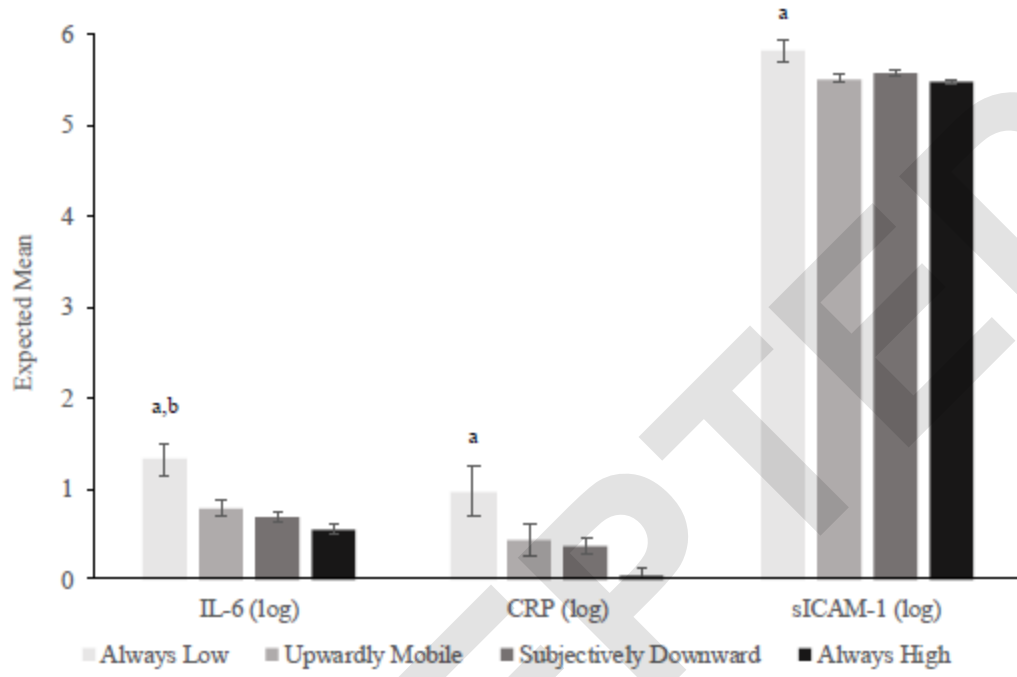 a
6
5
4
3
2
1
0
Expected Mean
a,b
a
IL-6 (log)
CRP (log)
sICAM-1 (log)
Always Low
Upwardly Mobile
Subjectively Downward
Always High